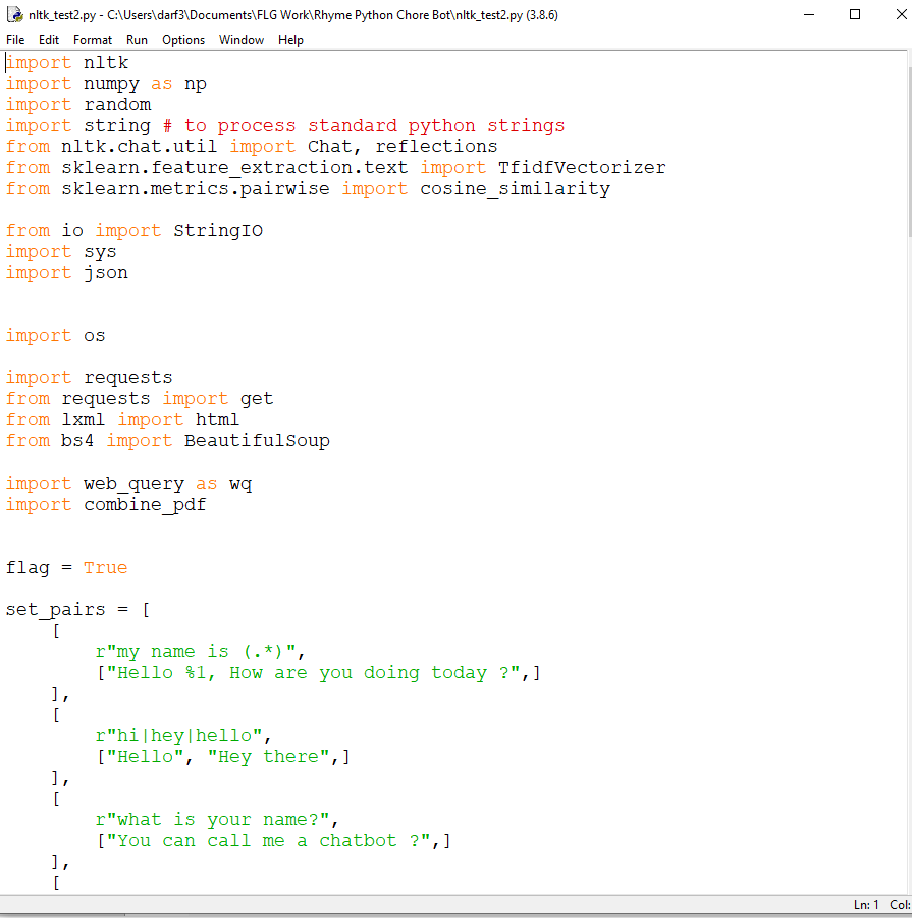 nltk_test2.py - C:\Users\darf3\Documents\FLG Work\Rhyme Python Chore Bot\nltk_test2.py (3.8.6)
File Edit Format Run Options Window Help
import nltk
import numpy as np
import random
import string # to process standard python strings
from nltk.chat.util import Chat, reflections
from sklearn.feature_extraction.text import TfidfVectorizer
from sklearn.metrics.pairwise import cosine_similarity

from io import StringIO
import sys
import json


import os

import requests
from requests import get
from lxml import html
from bs4 import BeautifulSoup

import web_query as wq
import combine_pdf


flag = True

set_pairs = [
    [
        r"my name is (.*)",
        ["Hello %1, How are you doing today ?",]
    ],
    [
        r"hi|hey|hello",
        ["Hello", "Hey there",]
    ],
    [
        r"what is your name?",
        ["You can call me a chatbot ?",]
    ],
    [
Ln: 1 Col: